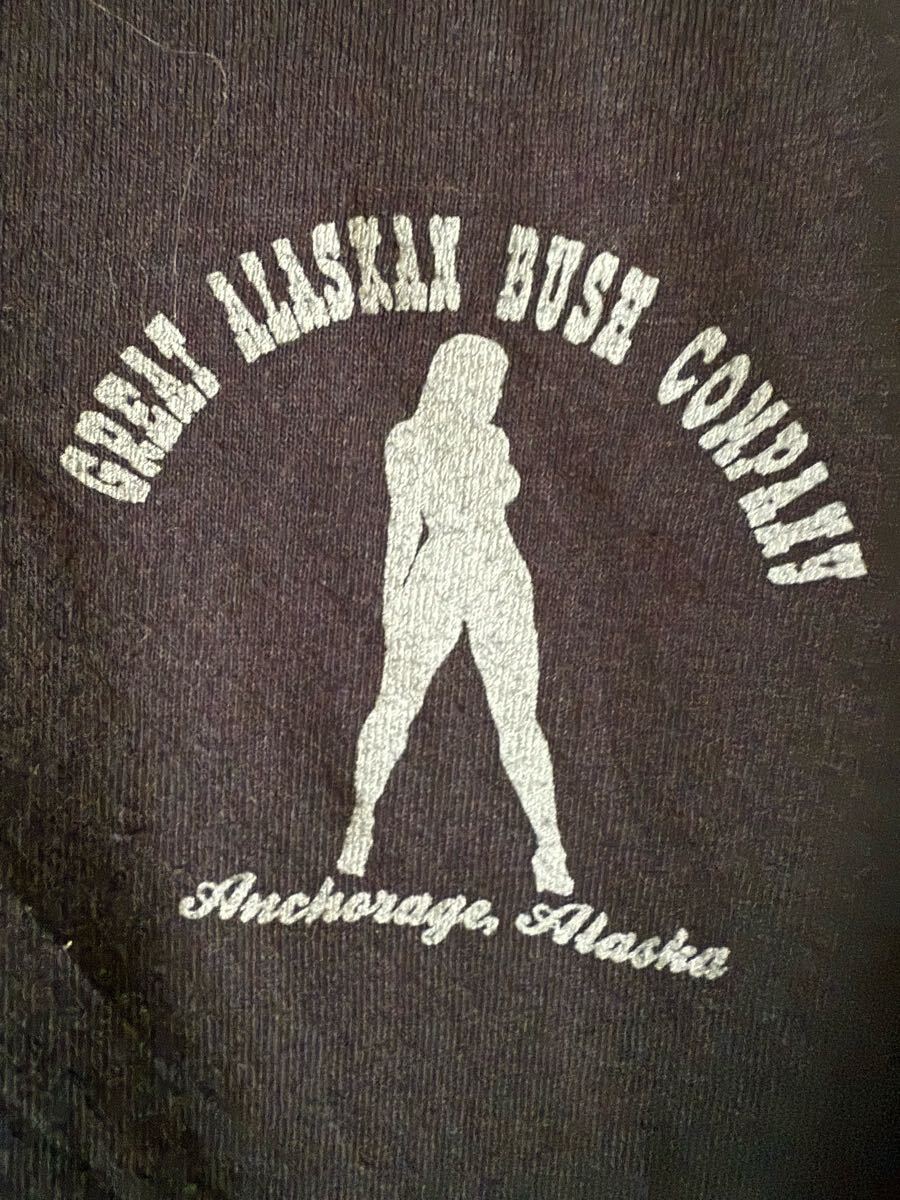 GREAT ALASKAN BUSH COMPANY
Anchorage, Alaska